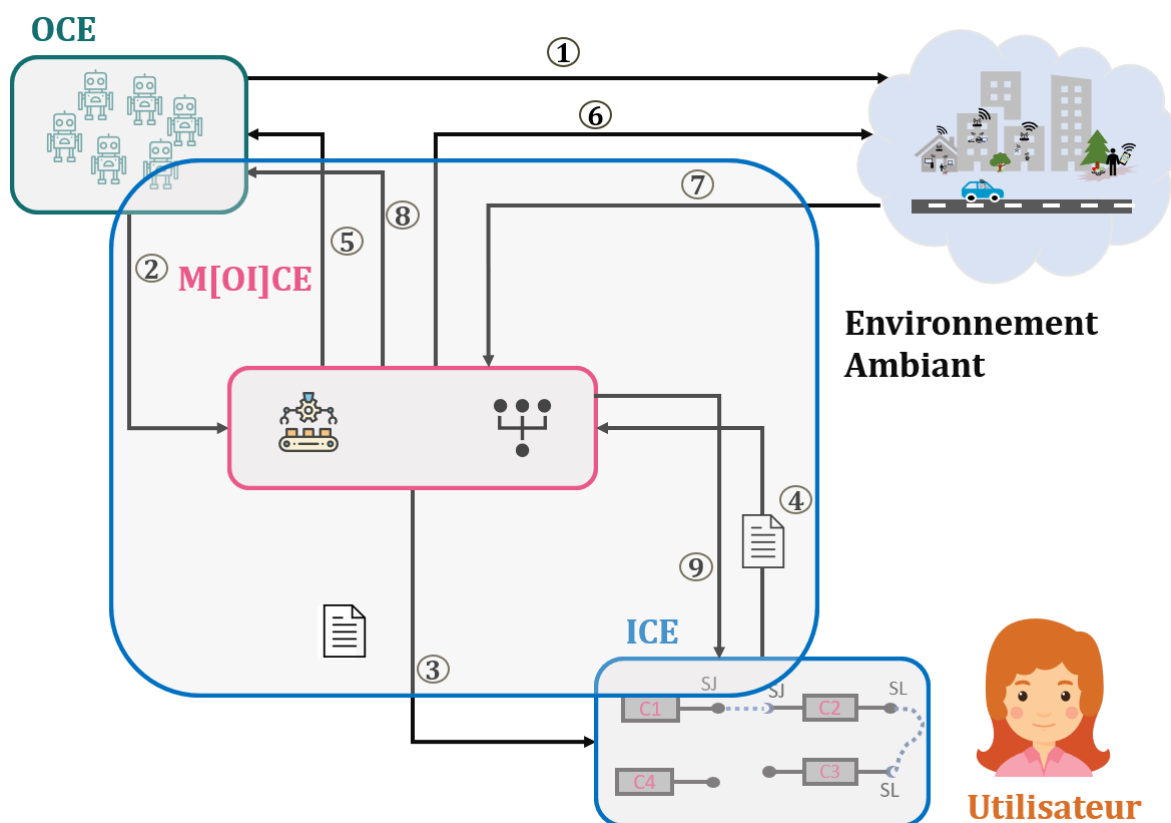 OCE
①
⑥
⑦
⑧
⑤
②
M[OI]CE
Environnement
Ambiant
④
⑨
ICE
③
SJ
SJ
SL
C1
C2
C4
C3
SL
Utilisateur